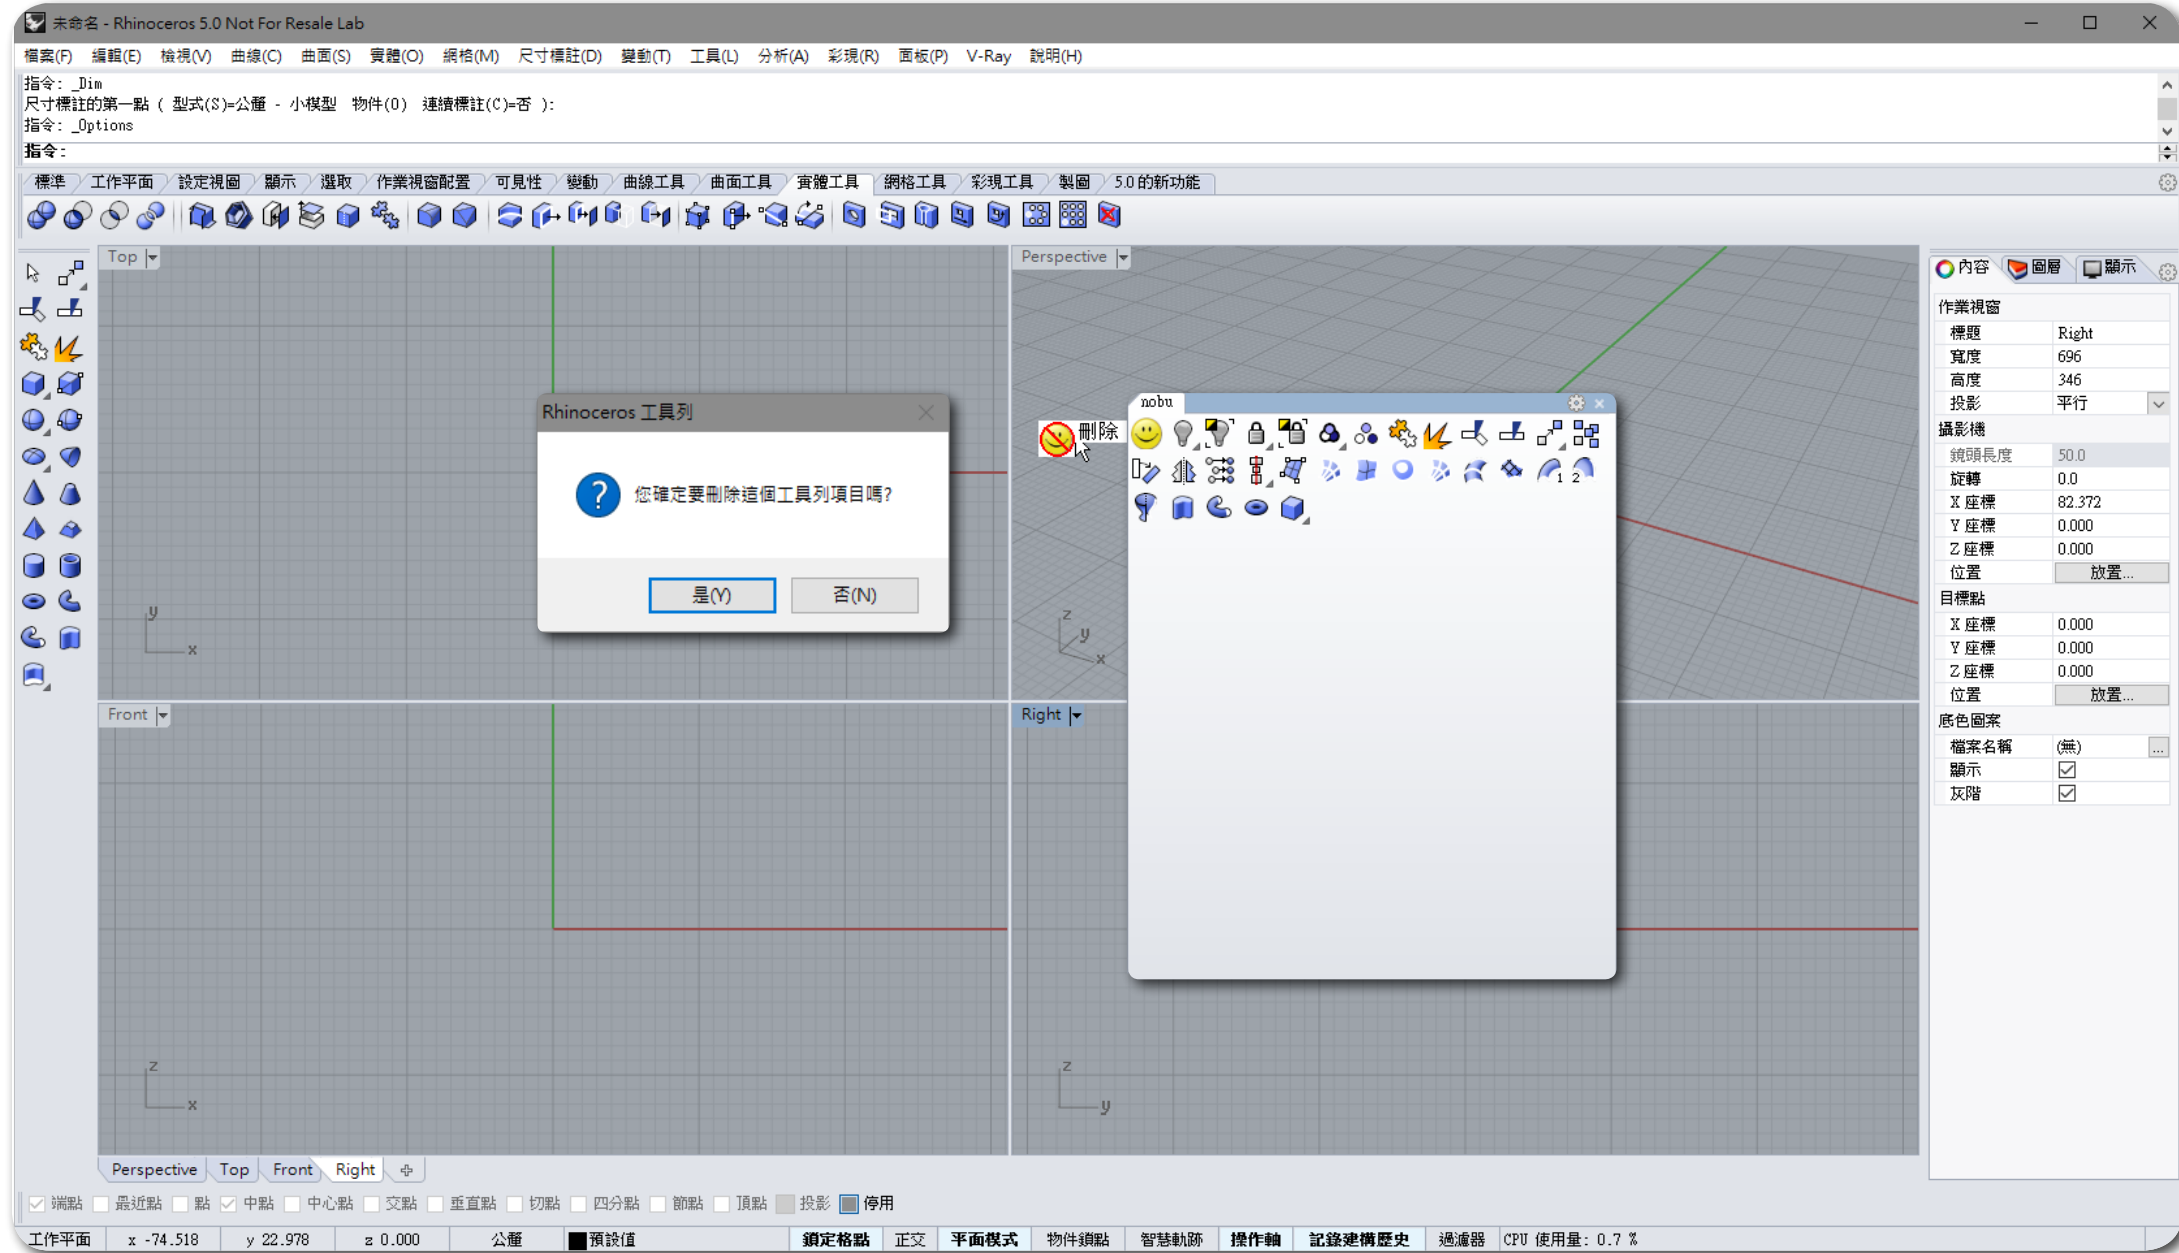 未命名 - Rhinoceros 5.0 Not For Resale Lab
檔案(F) 編輯(E) 檢視(V) 曲線(C) 曲面(S) 實體(O) 網格(M) 尺寸標註(D) 變動(T) 工具(L) 分析(A) 彩現(R) 面板(P) V-Ray 說明(H)
指令: _Dim
尺寸標註的第一點 ( 型式(S)=公釐 - 小模型 物件(O) 連續標註(C)=否 ):
指令: _Options
指令:
標準 工作平面 設定視圖 顯示 選取 作業視窗配置 可見性 變動 曲線工具 曲面工具 實體工具 網格工具 彩現工具 製圖 5.0 的新功能
Top
Perspective
內容 圖層 顯示
作業視窗
標題 Right
寬度 696
高度 346
投影 平行
攝影機
鏡頭長度 50.0
旋轉 0.0
X 座標 82.372
Y 座標 0.000
Z 座標 0.000
位置 放置...
目標點
X 座標 0.000
Y 座標 0.000
Z 座標 0.000
位置 放置...
底色圖案
檔案名稱 (無) ...
顯示
灰階
Rhinoceros 工具列
您確定要刪除這個工具列項目嗎?
是(Y) 否(N)
nobu
刪除
1 2
y
x
z
y
x
Front
Right
z
x
z
y
Perspective Top Front Right
端點 最近點 點 中點 中心點 交點 垂直點 切點 四分點 節點 頂點 投影 停用
工作平面 x -74.518 y 22.978 z 0.000 公釐 預設值 鎖定格點 正交 平面模式 物件鎖點 智慧軌跡 操作軸 記錄建構歷史 過濾器 CPU 使用量: 0.7 %